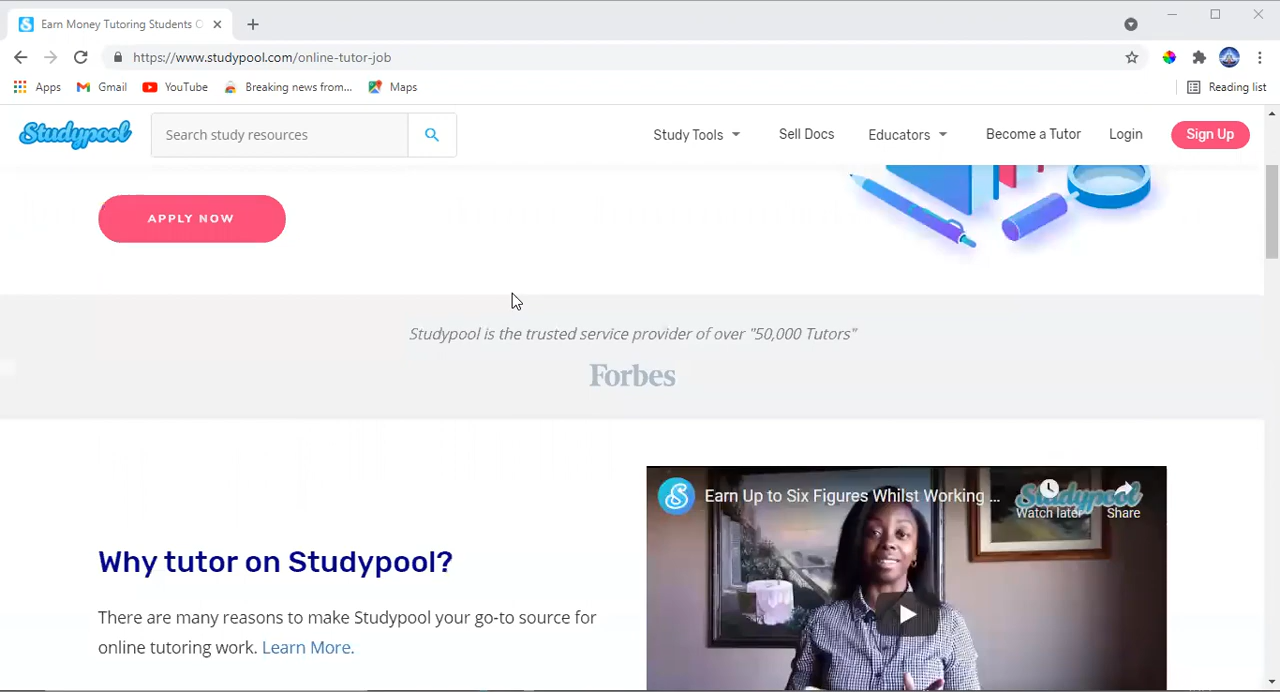 Earn Money Tutoring Students C
https://www.studypool.com/online-tutor-job
Apps Gmail YouTube Breaking news from... Maps Reading list
Studypool Search study resources Study Tools Sell Docs Educators Become a Tutor Login Sign Up
APPLY NOW
Studypool is the trusted service provider of over "50,000 Tutors"
Forbes
S Earn Up to Six Figures Whilst Working ... Studypool
Watch later Share
Why tutor on Studypool?
There are many reasons to make Studypool your go-to source for
online tutoring work. Learn More.